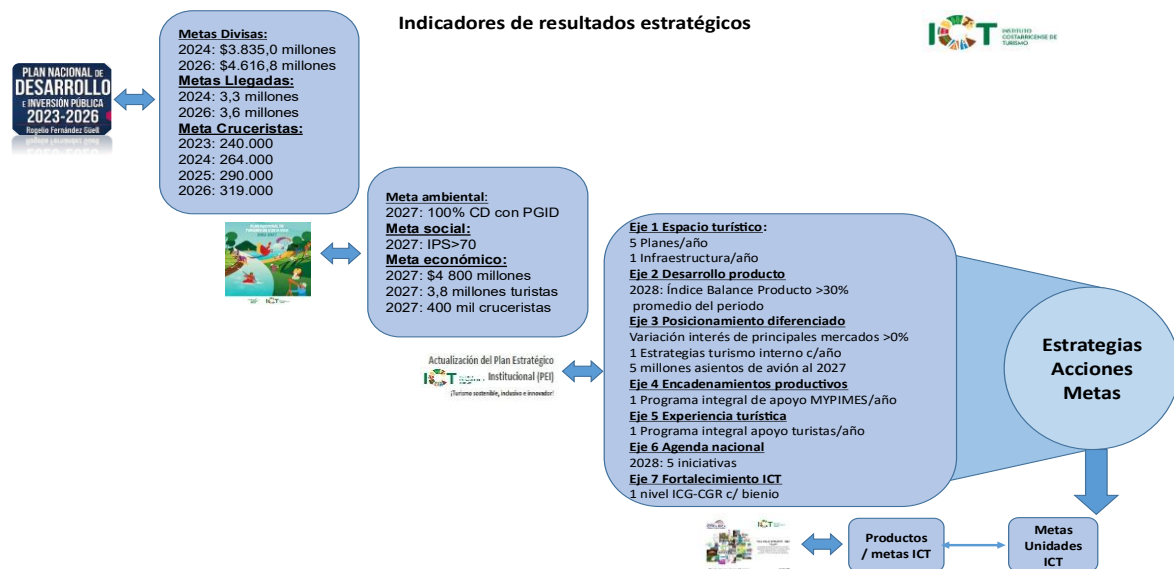 Indicadores de resultados estratégicos
ICT
INSTITUTO
COSTARRICENSE DE
TURISMO
PLAN NACIONAL DE
DESARROLLO
E INVERSIÓN PÚBLICA
2023-2026
Rogelio Fernández Güell
Metas Divisas:
2024: $3.835,0 millones
2026: $4.616,8 millones
Metas Llegadas:
2024: 3,3 millones
2026: 3,6 millones
Meta Cruceristas:
2023: 240.000
2024: 264.000
2025: 290.000
2026: 319.000
Meta ambiental:
2027: 100% CD con PGID
Meta social:
2027: IPS>70
Meta económico:
2027: $4 800 millones
2027: 3,8 millones turistas
2027: 400 mil cruceristas
Actualización del Plan Estratégico
ICT
Institucional (PEI)
¡Turismo sostenible, inclusivo e innovador!
Eje 1 Espacio turístico:
5 Planes/año
1 Infraestructura/año
Eje 2 Desarrollo producto
2028: Índice Balance Producto >30%
promedio del periodo
Eje 3 Posicionamiento diferenciado
Variación interés de principales mercados >0%
1 Estrategias turismo interno c/año
5 millones asientos de avión al 2027
Eje 4 Encadenamientos productivos
1 Programa integral de apoyo MYPIMES/año
Eje 5 Experiencia turística
1 Programa integral apoyo turistas/año
Eje 6 Agenda nacional
2028: 5 iniciativas
Eje 7 Fortalecimiento ICT
1 nivel ICG-CGR c/ bienio
Estrategias
Acciones
Metas
ICT
Productos
/ metas ICT
Metas
Unidades
ICT